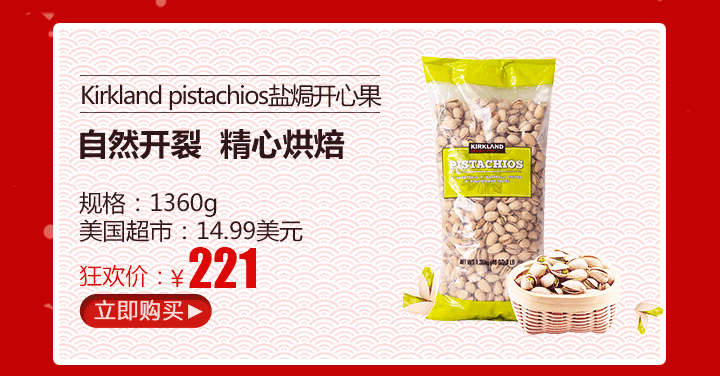 Kirkland pistachios盐焗开心果
自然开裂 精心烘焙
规格：1360g
美国超市：14.99美元
狂欢价：¥221
立即购买
KIRKLAND
PISTACHIOS